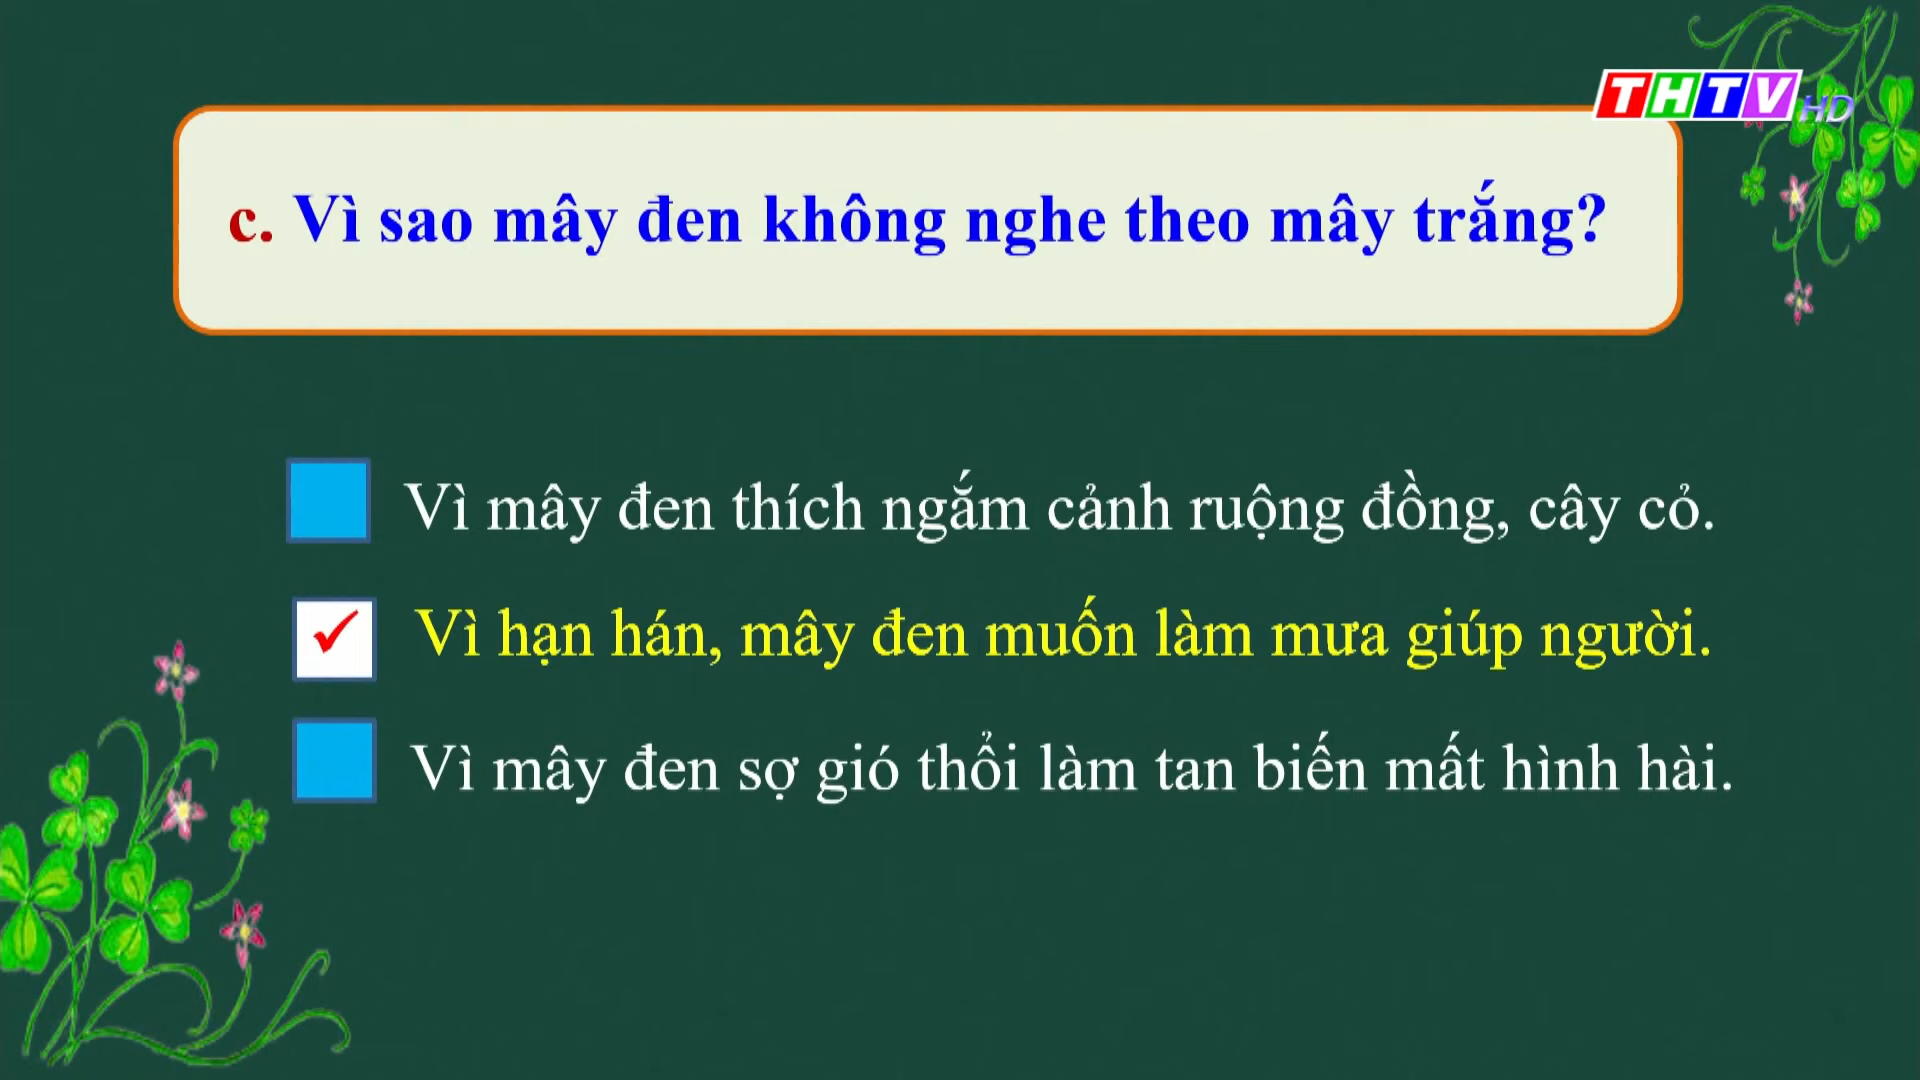 THTV HD
c. Vì sao mây đen không nghe theo mây trắng?
Vì mây đen thích ngắm cảnh ruộng đồng, cây cỏ.
✓ Vì hạn hán, mây đen muốn làm mưa giúp người.
Vì mây đen sợ gió thổi làm tan biến mất hình hài.